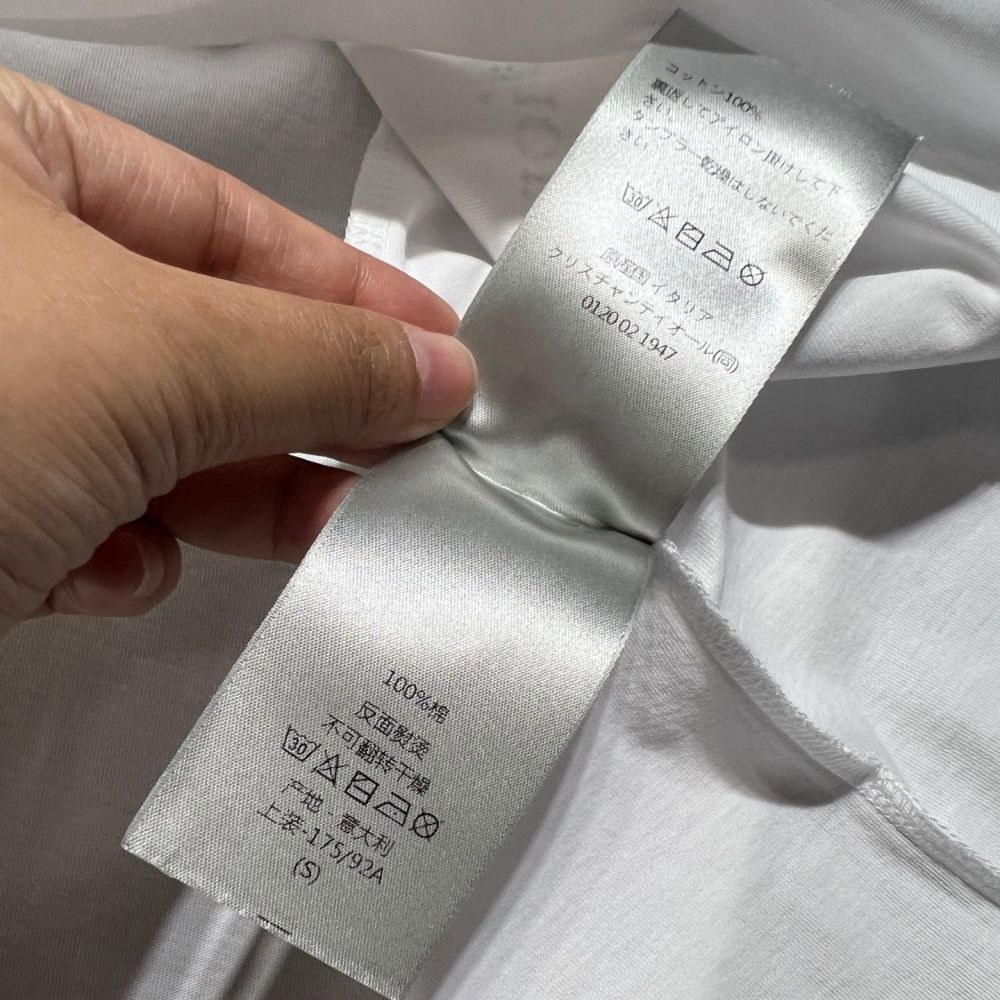 コットン100%
裏返してアイロン掛けして下
さい
タンブラー乾燥はしないでくだ
さい
30
原産国 イタリア
クリスチャンディオール(同)
0120 02 1947
100%棉
反面熨烫
不可翻转干燥
30
产地 - 意大利
上装-175/92A
(S)